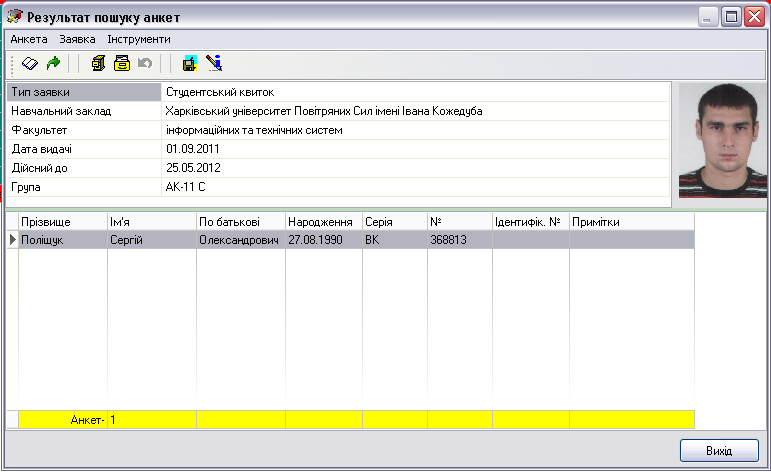 Результат пошуку анкет
Анкета Заявка Інструменти
Тип заявки Студентський квиток
Навчальний заклад Харківський університет Повітряних Сил імені Івана Кожедуба
Факультет інформаційних та технічних систем
Дата видачі 01.09.2011
Дійсний до 25.05.2012
Група АК-11 С
Прізвище Ім'я По батькові Народження Серія № Ідентифік. № Примітки
Поліщук Сергій Олександрович 27.08.1990 ВК 368813
Анкет- 1
Вихід